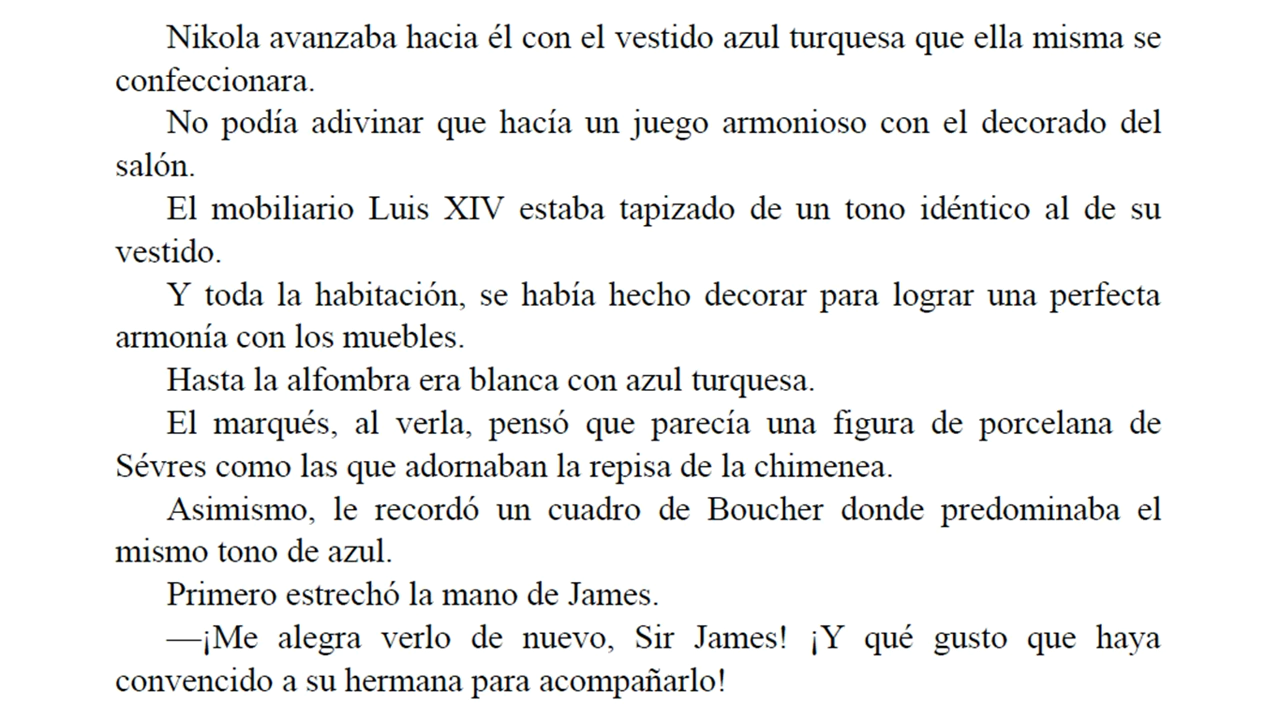 Nikola avanzaba hacia él con el vestido azul turquesa que ella misma se
confeccionara.
No podía adivinar que hacía un juego armonioso con el decorado del
salón.
El mobiliario Luis XIV estaba tapizado de un tono idéntico al de su
vestido.
Y toda la habitación, se había hecho decorar para lograr una perfecta
armonía con los muebles.
Hasta la alfombra era blanca con azul turquesa.
El marqués, al verla, pensó que parecía una figura de porcelana de
Sévres como las que adornaban la repisa de la chimenea.
Asimismo, le recordó un cuadro de Boucher donde predominaba el
mismo tono de azul.
Primero estrechó la mano de James.
—¡Me alegra verlo de nuevo, Sir James! ¡Y qué gusto que haya
convencido a su hermana para acompañarlo!